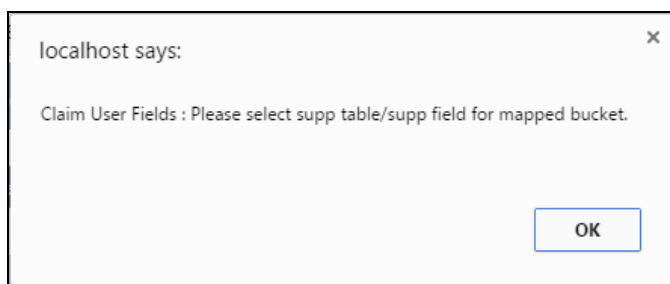 localhost says:
Claim User Fields : Please select supp table/supp field for mapped bucket.
OK